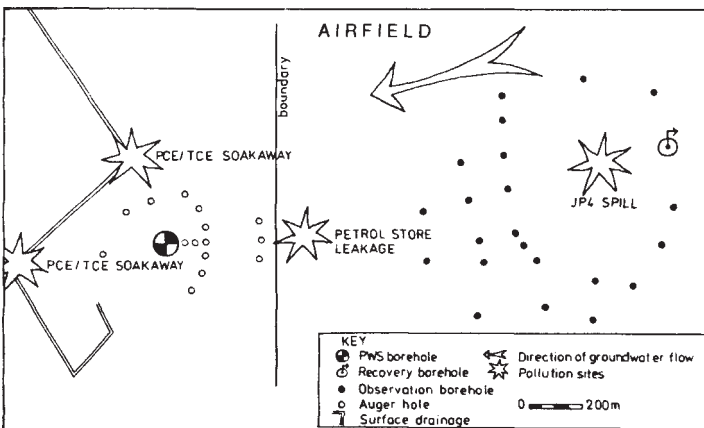 AIRFIELD
boundary
PCE/TCE SOAKAWAY
JP4 SPILL
PETROL STORE
LEAKAGE
PCE/TCE SOAKAWAY
KEY
PWS borehole
Direction of groundwater flow
Recovery borehole
Pollution sites
Observation borehole
Auger hole
0 200m
Surface drainage